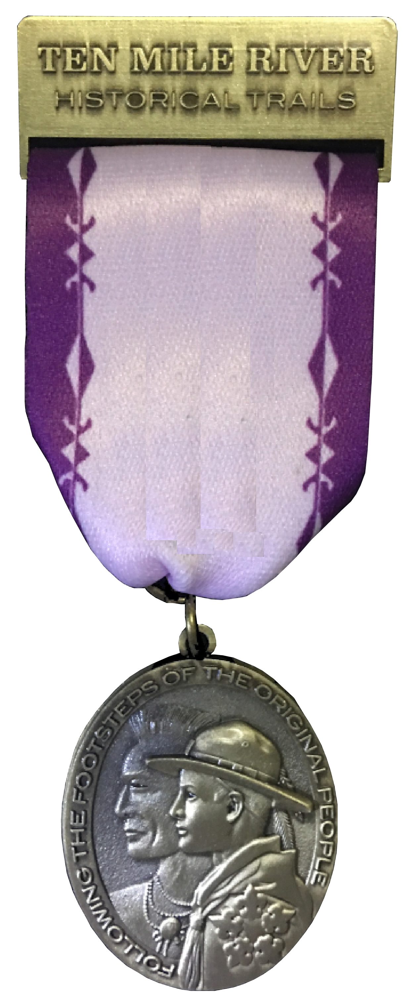 TEN MILE RIVER
HISTORICAL TRAILS
FOLLOWING THE FOOTSTEPS OF THE ORIGINAL PEOPLE